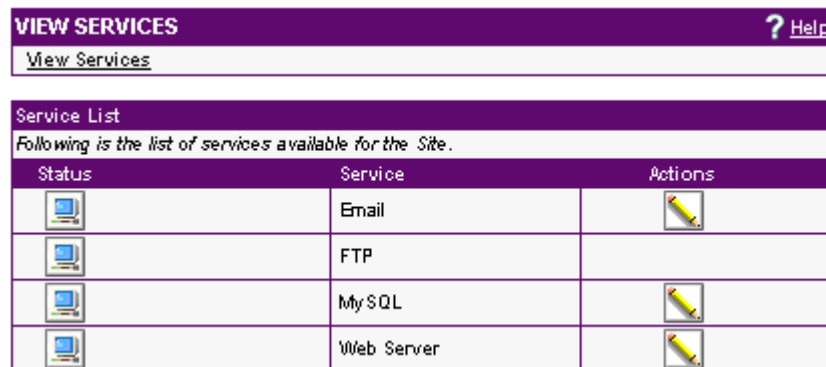 VIEW SERVICES ? Help
View Services
Service List
Following is the list of services available for the Site.
Status Service Actions
Email
FTP
MySQL
Web Server